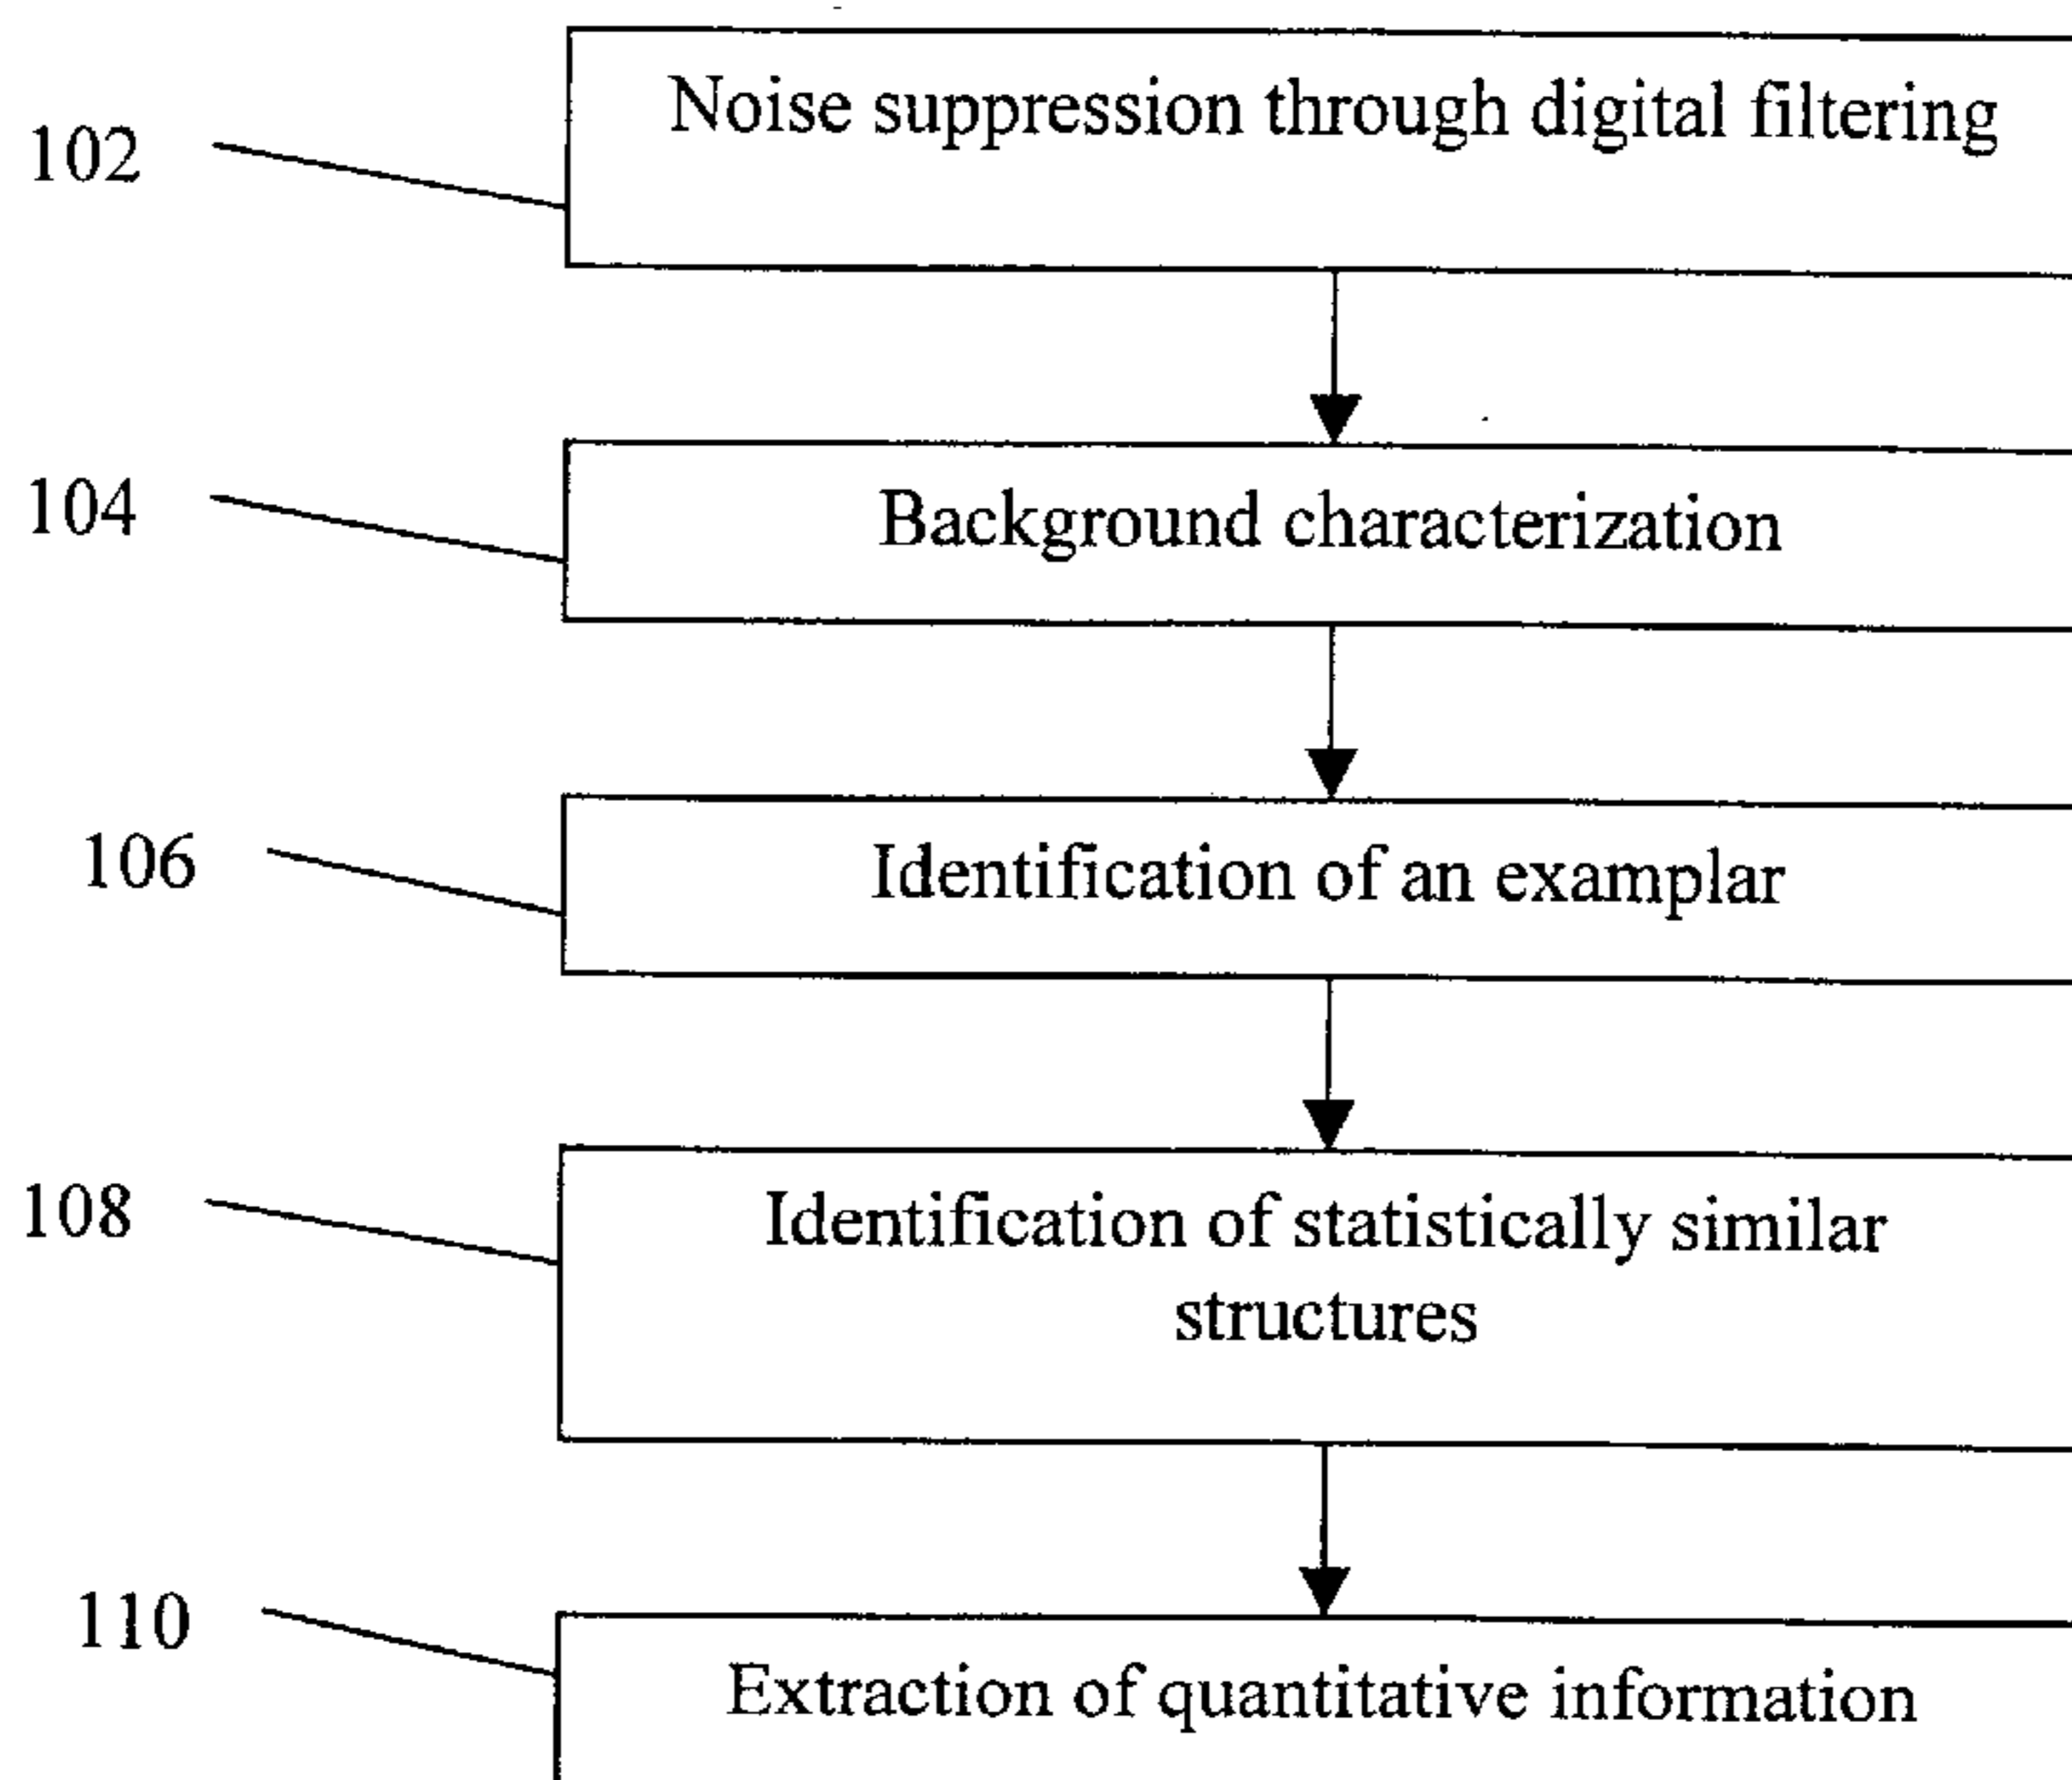 102
Noise suppression through digital filtering
104
Background characterization
106
Identification of an examplar
108
Identification of statistically similar
structures
110
Extraction of quantitative information